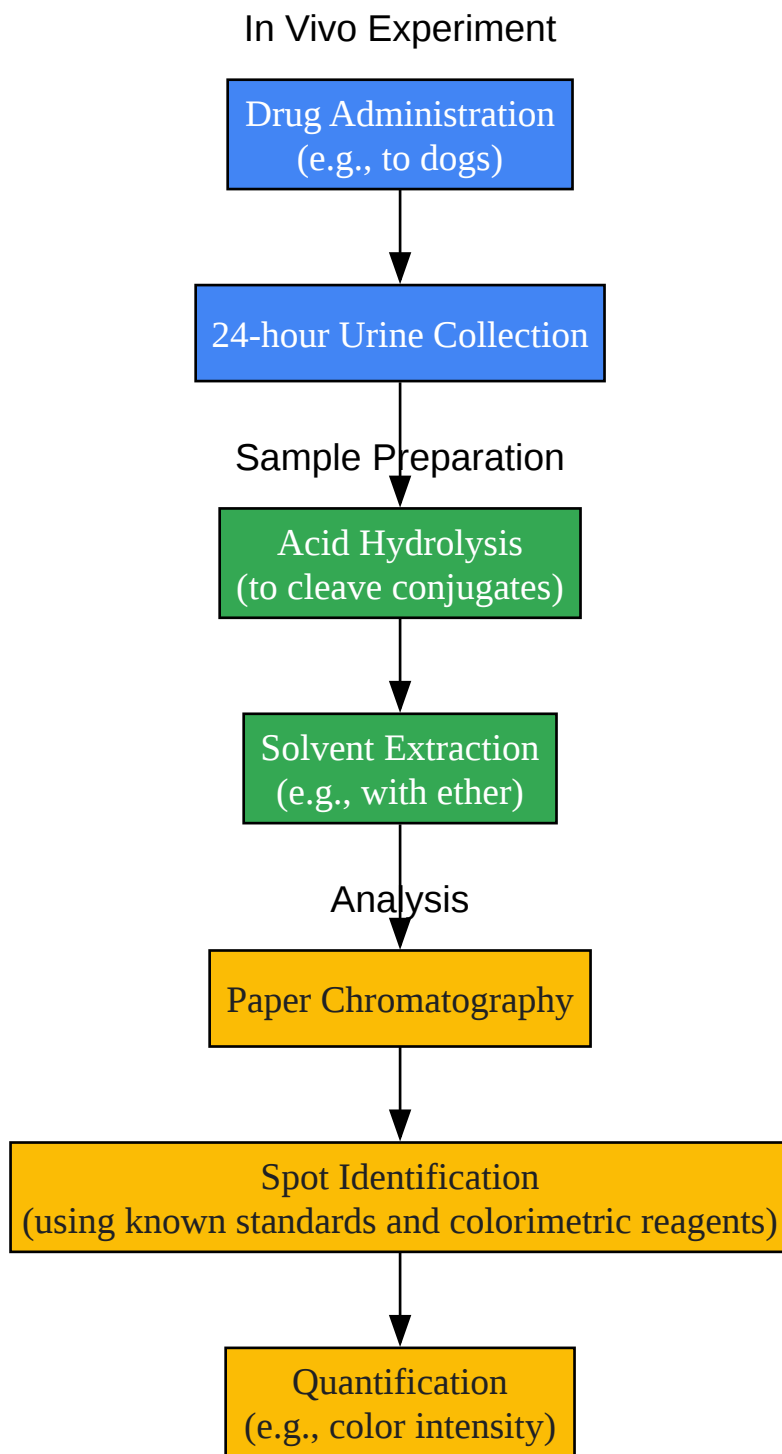 In Vivo Experiment
Drug Administration
(e.g., to dogs)
24-hour Urine Collection
Sample Preparation
Acid Hydrolysis
(to cleave conjugates)
Solvent Extraction
(e.g., with ether)
Analysis
Paper Chromatography
Spot Identification
(using known standards and colorimetric reagents)
Quantification
(e.g., color intensity)